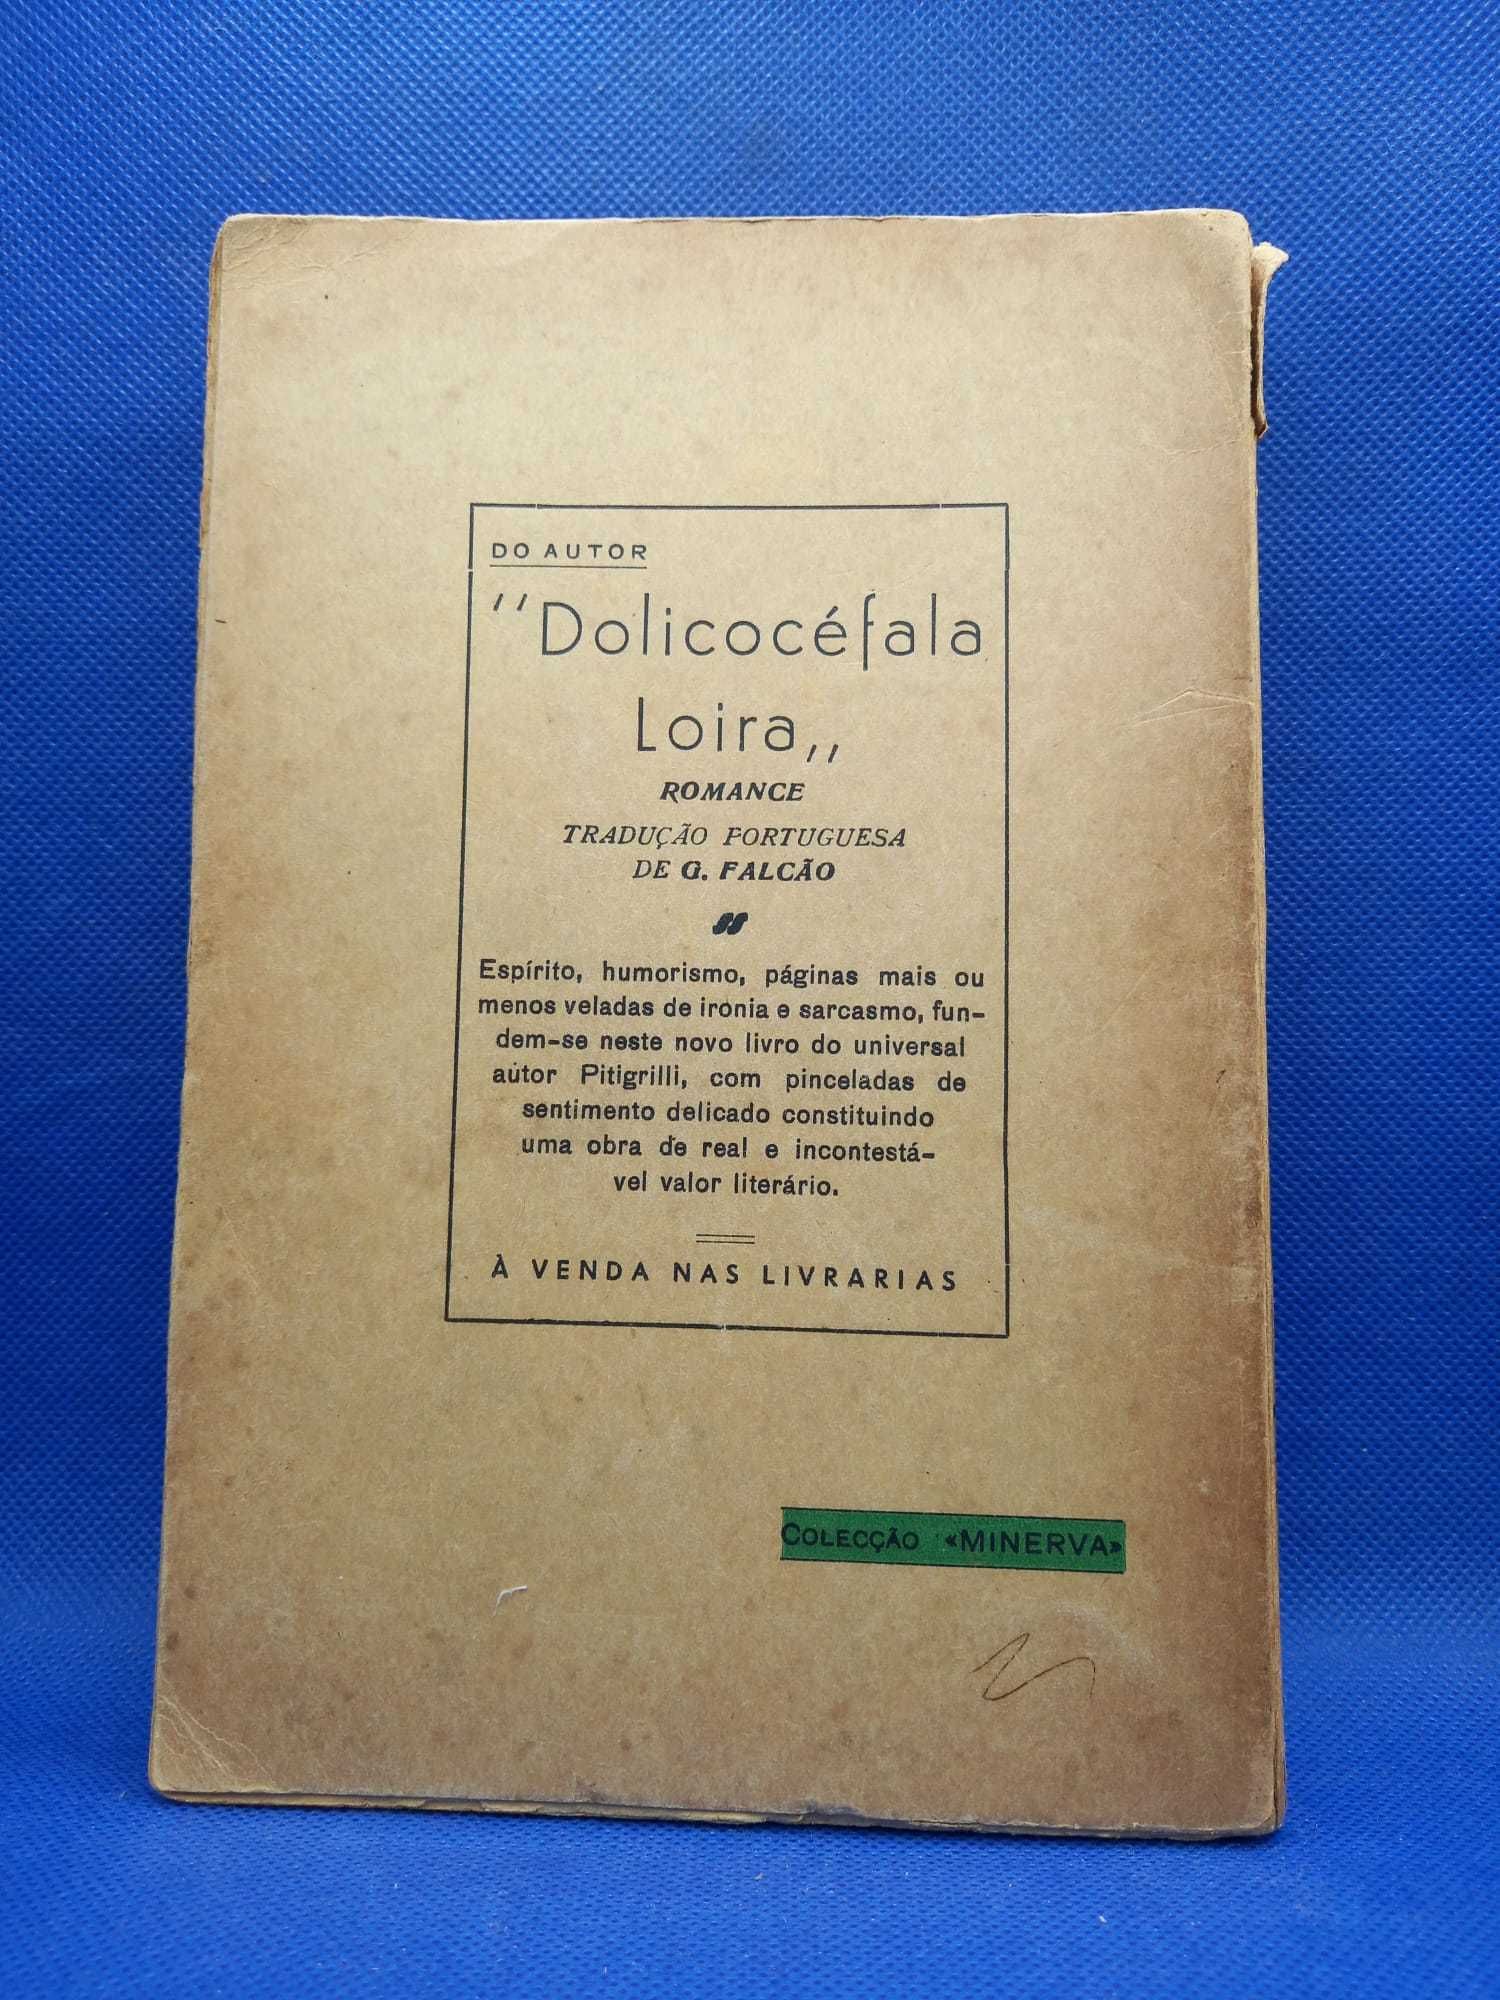 DO AUTOR
"Dolicocéfala
Loira„
ROMANCE
TRADUÇÃO PORTUGUESA
DE G. FALCÃO
Espírito, humorismo, páginas mais ou
menos veladas de ironia e sarcasmo, fun-
dem-se neste novo livro do universal
autor Pitigrilli, com pinceladas de
sentimento delicado constituindo
uma obra de real e incontestá-
vel valor literário.
À VENDA NAS LIVRARIAS
COLECÇÃO «MINERVA»